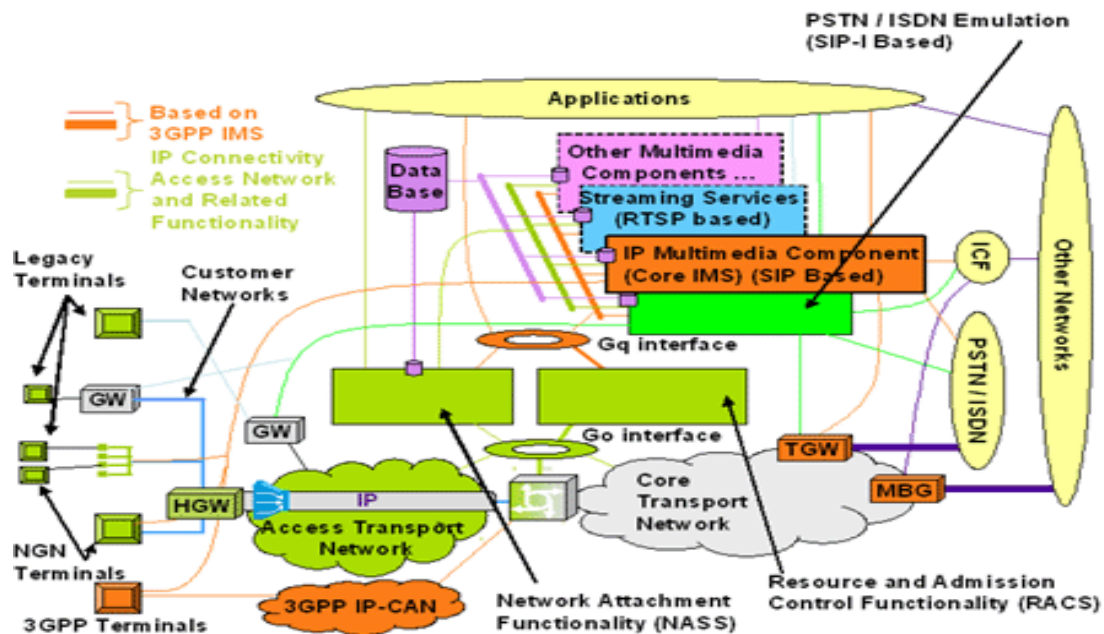 PSTN / ISDN Emulation
(SIP-I Based)
Applications
Based on
3GPP IMS
IP Connectivity
Access Network
and Related
Functionality
Data
Base
Other Multimedia
Components ...
Streaming Services
(RTSP based)
IP Multimedia Component
(Core IMS) (SIP Based)
ICF
Other Networks
Legacy
Terminals
Customer
Networks
Gq interface
PSTN / ISDN
GW
GW
Go interface
TGW
HGW
IP
Access Transport
Network
Core
Transport
Network
MBG
NGN
Terminals
3GPP IP-CAN
3GPP Terminals
Network Attachment
Functionality (NASS)
Resource and Admission
Control Functionality (RACS)